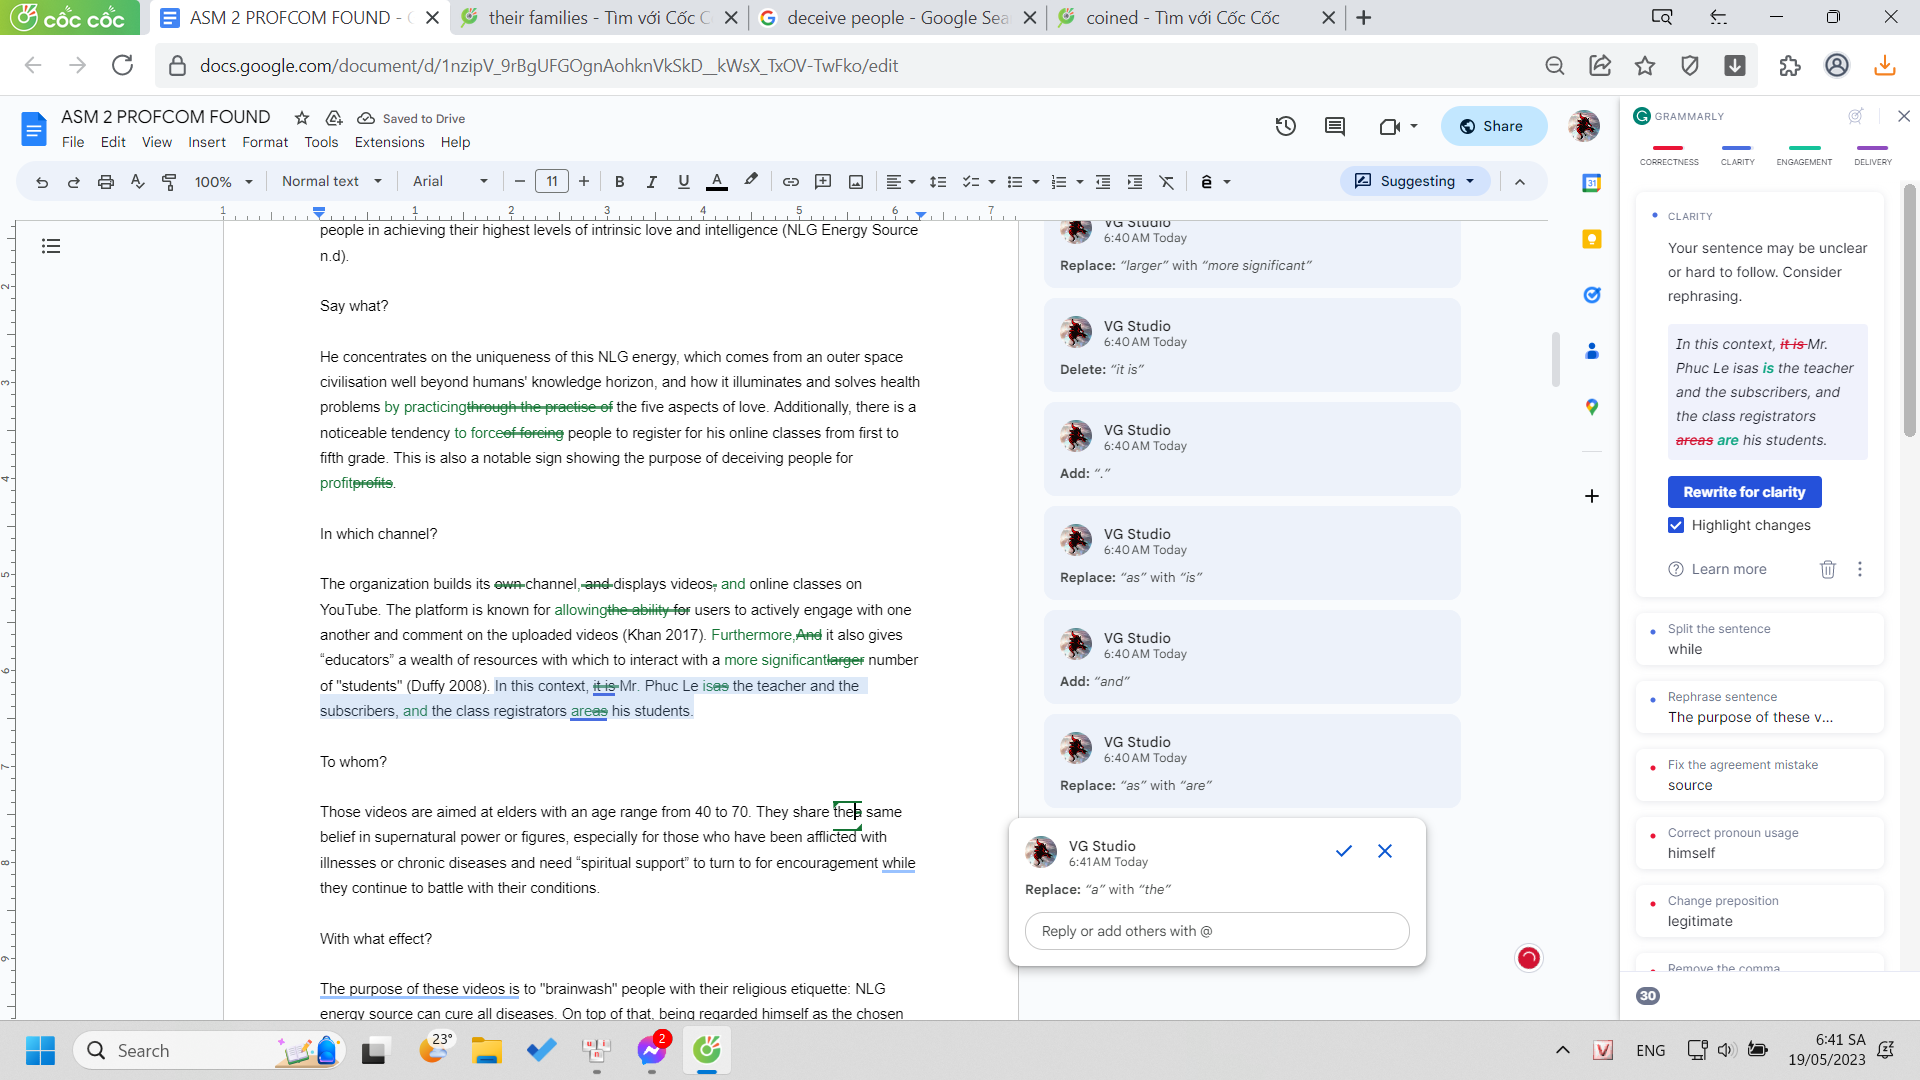 cốc cốc
ASM 2 PROFCOM FOUND - G
their families - Tìm với Cốc C
deceive people - Google Sea
coined - Tìm với Cốc Cốc
docs.google.com/document/d/1nzipV_9rBgUFGOgnAohknVkSkD__kWsX_TxOV-TwFko/edit
ASM 2 PROFCOM FOUND
Saved to Drive
File Edit View Insert Format Tools Extensions Help
Share
100% Normal text Arial 11 Suggesting
1 1 2 3 4 5 6 7
people in achieving their highest levels of intrinsic love and intelligence (NLG Energy Source
n.d).
Say what?
He concentrates on the uniqueness of this NLG energy, which comes from an outer space
civilisation well beyond humans' knowledge horizon, and how it illuminates and solves health
problems by practicingthrough the practise of the five aspects of love. Additionally, there is a
noticeable tendency to forceof forcing people to register for his online classes from first to
fifth grade. This is also a notable sign showing the purpose of deceiving people for
profitprofits.
In which channel?
The organization builds its own channel, and displays videos, and online classes on
YouTube. The platform is known for allowingthe ability for users to actively engage with one
another and comment on the uploaded videos (Khan 2017). Furthermore,And it also gives
“educators” a wealth of resources with which to interact with a more significantlarger number
of "students" (Duffy 2008). In this context, it is Mr. Phuc Le isas the teacher and the
subscribers, and the class registrators areas his students.
To whom?
Those videos are aimed at elders with an age range from 40 to 70. They share thea same
belief in supernatural power or figures, especially for those who have been afflicted with
illnesses or chronic diseases and need “spiritual support” to turn to for encouragement while
they continue to battle with their conditions.
With what effect?
The purpose of these videos is to "brainwash" people with their religious etiquette: NLG
energy source can cure all diseases. On top of that, being regarded himself as the chosen
VG Studio
6:40 AM Today
Replace: “larger” with “more significant”
VG Studio
6:40 AM Today
Delete: “it is”
VG Studio
6:40 AM Today
Add: “.”
VG Studio
6:40 AM Today
Replace: “as” with “is”
VG Studio
6:40 AM Today
Add: “and”
VG Studio
6:40 AM Today
Replace: “as” with “are”
VG Studio
6:41 AM Today
Replace: “a” with “the”
Reply or add others with @
GRAMMARLY
CORRECTNESS CLARITY ENGAGEMENT DELIVERY
CLARITY
Your sentence may be unclear
or hard to follow. Consider
rephrasing.
In this context, it is Mr.
Phuc Le isas is the teacher
and the subscribers, and
the class registrators
areas are his students.
Rewrite for clarity
Highlight changes
Learn more
Split the sentence
while
Rephrase sentence
The purpose of these v...
Fix the agreement mistake
source
Correct pronoun usage
himself
Change preposition
legitimate
Remove the comma
30
Search
23°
2
ENG
6:41 SA
19/05/2023